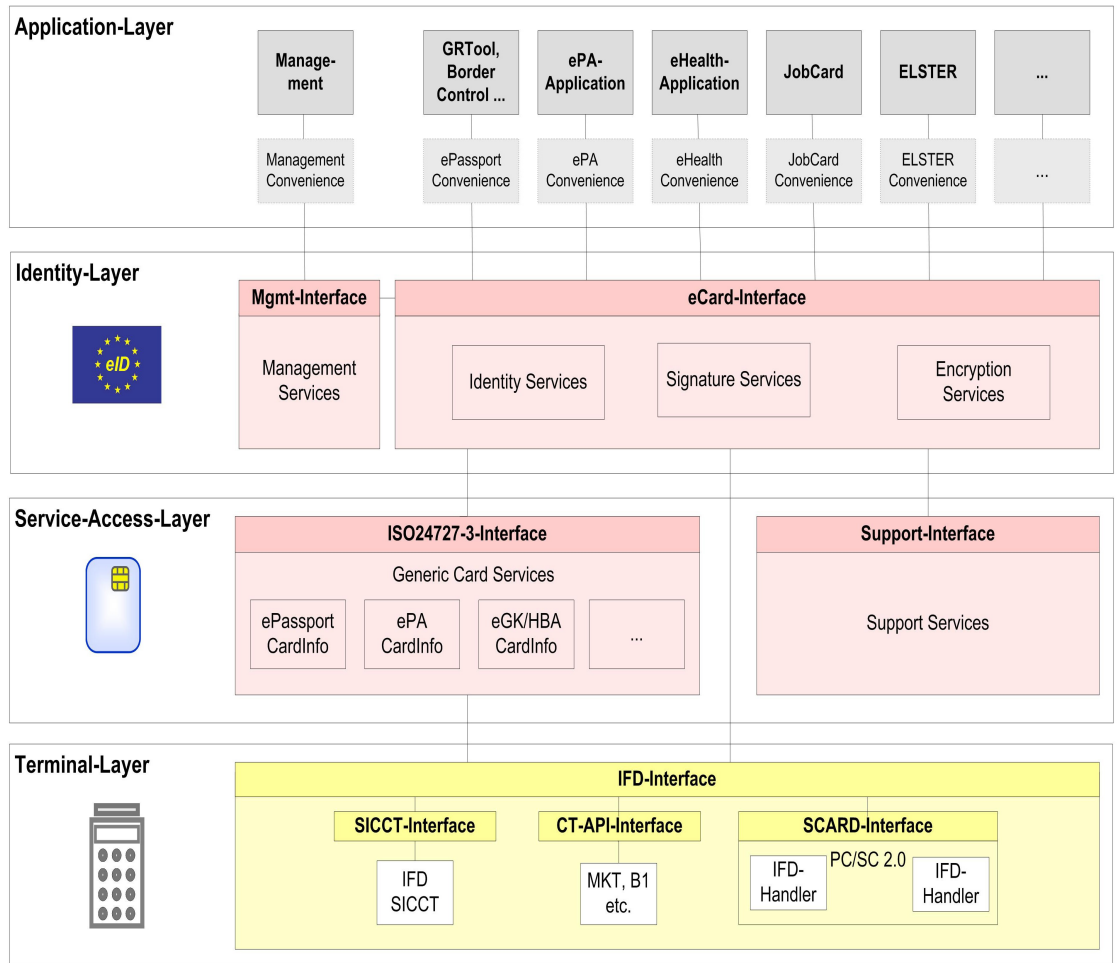 Application-Layer
Manage-
ment
GRTool,
Border
Control ...
ePA-
Application
eHealth-
Application
JobCard
ELSTER
...
Management
Convenience
ePassport
Convenience
ePA
Convenience
eHealth
Convenience
JobCard
Convenience
ELSTER
Convenience
...
Identity-Layer
eID
Mgmt-Interface
Management
Services
eCard-Interface
Identity Services
Signature Services
Encryption
Services
Service-Access-Layer
ISO24727-3-Interface
Generic Card Services
ePassport
CardInfo
ePA
CardInfo
eGK/HBA
CardInfo
...
Support-Interface
Support Services
Terminal-Layer
IFD-Interface
SICCT-Interface
IFD
SICCT
CT-API-Interface
MKT, B1
etc.
SCARD-Interface
PC/SC 2.0
IFD-
Handler
IFD-
Handler